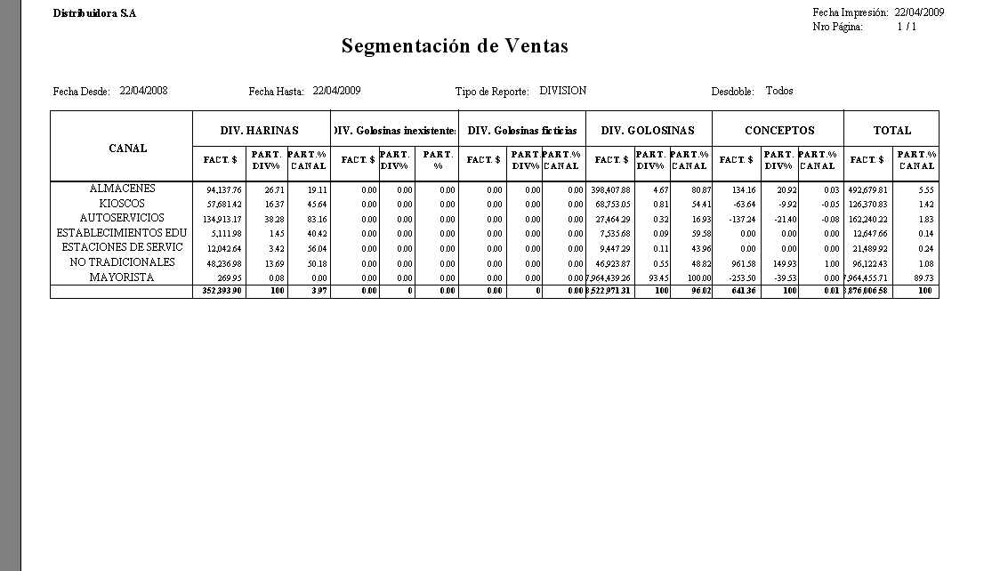 Distribuidora S.A
Fecha Impresión: 22/04/2009
Nro Página: 1 / 1
Segmentación de Ventas
Fecha Desde: 22/04/2008 Fecha Hasta: 22/04/2009 Tipo de Reporte: DIVISION Desdoble: Todos
CANAL DIV. HARINAS DIV. Golosinas inexistentes DIV. Golosinas ficticias DIV. GOLOSINAS CONCEPTOS TOTAL
FACT. $ PART. DIV% PART.% CANAL FACT. $ PART. DIV% PART. % FACT. $ PART. DIV% PART.% CANAL FACT. $ PART. DIV% PART.% CANAL FACT. $ PART. DIV% PART.% CANAL FACT. $ PART.% CANAL
ALMACENES 94,137.76 26.71 19.11 0.00 0.00 0.00 0.00 0.00 0.00 398,407.88 4.67 80.87 134.16 20.92 0.03 492,679.81 5.55
KIOSCOS 57,681.42 16.37 45.64 0.00 0.00 0.00 0.00 0.00 0.00 68,753.05 0.81 54.41 -63.64 -9.92 -0.05 126,370.83 1.42
AUTOSERVICIOS 134,913.17 38.28 83.16 0.00 0.00 0.00 0.00 0.00 0.00 27,464.29 0.32 16.93 -137.24 -21.40 -0.08 162,240.22 1.83
ESTABLECIMIENTOS EDU 5,111.98 1.45 40.42 0.00 0.00 0.00 0.00 0.00 0.00 7,535.68 0.09 59.58 0.00 0.00 0.00 12,647.66 0.14
ESTACIONES DE SERVIC 12,042.64 3.42 56.04 0.00 0.00 0.00 0.00 0.00 0.00 9,447.29 0.11 43.96 0.00 0.00 0.00 21,489.92 0.24
NO TRADICIONALES 48,236.98 13.69 50.18 0.00 0.00 0.00 0.00 0.00 0.00 46,923.87 0.55 48.82 961.58 149.93 1.00 96,122.43 1.08
MAYORISTA 269.95 0.08 0.00 0.00 0.00 0.00 0.00 0.00 0.00 7,964,439.26 93.45 100.00 -253.50 -39.53 0.00 7,964,455.71 89.73
352,393.90 100 3.97 0.00 0 0.00 0.00 0 0.00 8,522,971.31 100 96.02 641.36 100 0.01 8,876,006.58 100